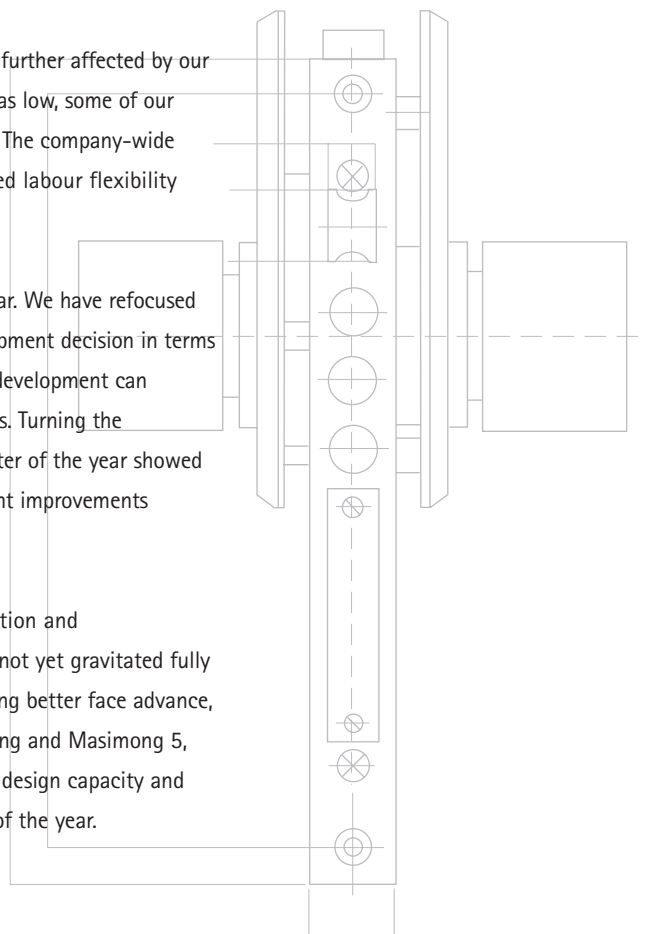 further affected by our
as low, some of our
The company-wide
ed labour flexibility
ar. We have refocused
pment decision in terms
development can
s. Turning the
ter of the year showed
nt improvements
tion and
not yet gravitated fully
ng better face advance,
ng and Masimong 5,
design capacity and
of the year.